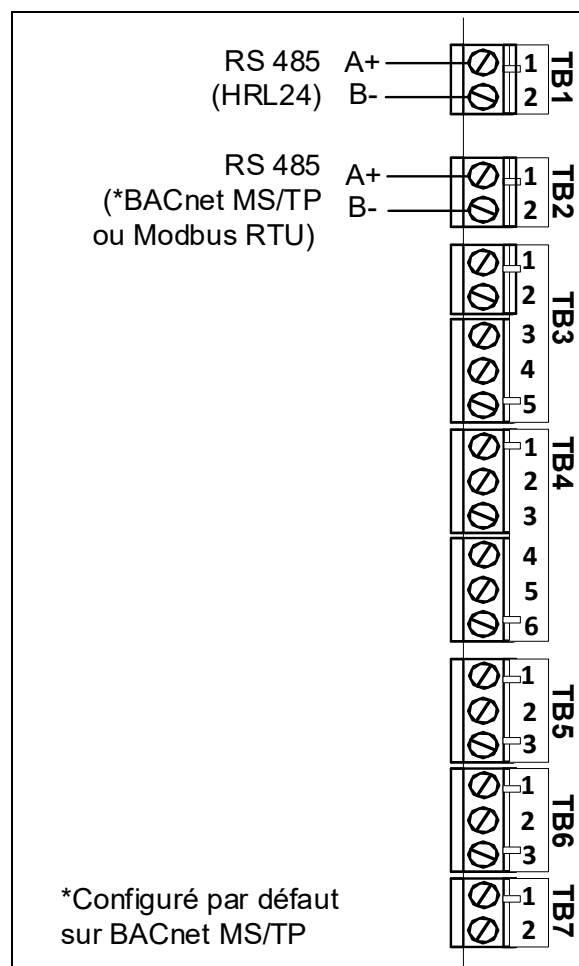 RS 485 A+ 1
(HRL24) B- 2
TB1
RS 485 A+ 1
(*BACnet MS/TP B- 2
ou Modbus RTU)
TB2
1
2
3
4
5
TB3
1
2
3
4
5
6
TB4
1
2
3
TB5
1
2
3
TB6
1
2
TB7
*Configuré par défaut
sur BACnet MS/TP